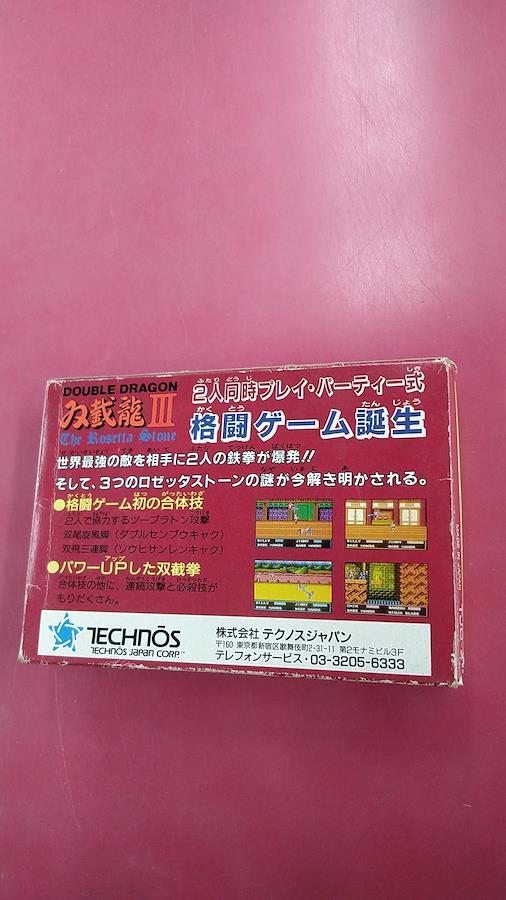 DOUBLE DRAGON
双截龍III
The Rosetta Stone
2人同時プレイ・パーティー式
格闘ゲーム誕生
世界最強の敵を相手に2人の鉄拳が爆発!!
そして、3つのロゼッタストーンの謎が今解き明かされる。
●格闘ゲーム初の合体技
2人で協力するツープラトン攻撃
双尾旋風脚（ダブルセンプウキャク）
双飛三連脚（ソウヒサンレンキャク）
●パワーUPした双截拳
合体技の他に、連続攻撃と必殺技が
もりだくさん。
TECHNŌS
TECHNŌS JAPAN CORP.
株式会社 テクノスジャパン
〒160 東京都新宿区歌舞伎町2-31-11 第2モナミビル3F
テレフォンサービス・03-3205-6333